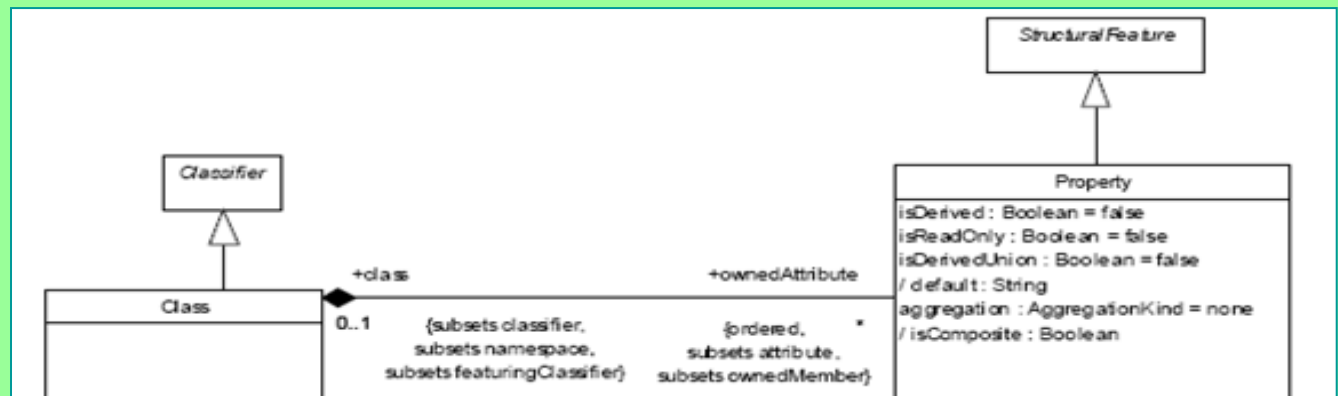 StructuralFeature
Classifier
Property
isDerived : Boolean = false
isReadOnly : Boolean = false
isDerivedUnion : Boolean = false
/ default : String
aggregation : AggregationKind = none
/ isComposite : Boolean
+class
+ownedAttribute
Class
0..1
{subsets classifier,
subsets namespace,
subsets featuringClassifier}
*
{ordered,
subsets attribute,
subsets ownedMember}